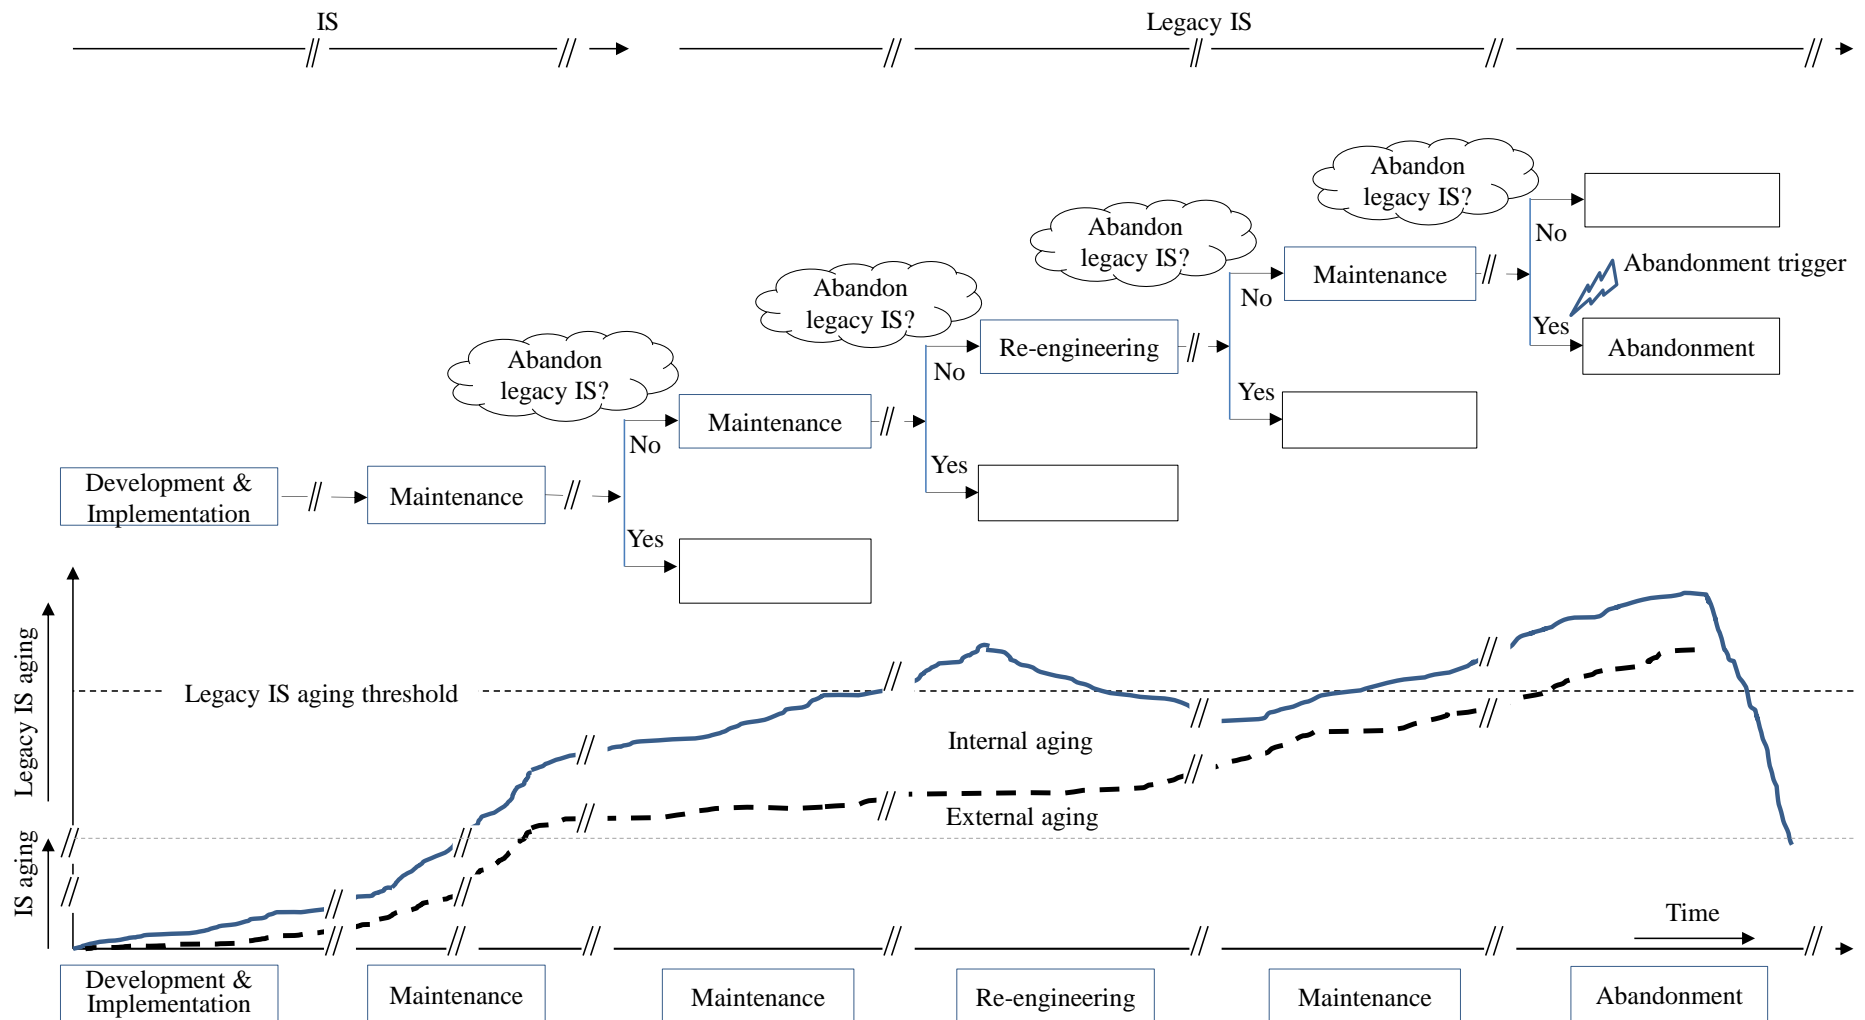 IS
Legacy IS
Abandon
legacy IS?
No
Abandonment trigger
Yes
Abandonment
Abandon
legacy IS?
No
Maintenance
Yes
Abandon
legacy IS?
No
Re-engineering
Yes
Abandon
legacy IS?
No
Maintenance
Yes
Development &
Implementation
Maintenance
Legacy IS aging
IS aging
Legacy IS aging threshold
Internal aging
External aging
Time
Development &
Implementation
Maintenance
Maintenance
Re-engineering
Maintenance
Abandonment